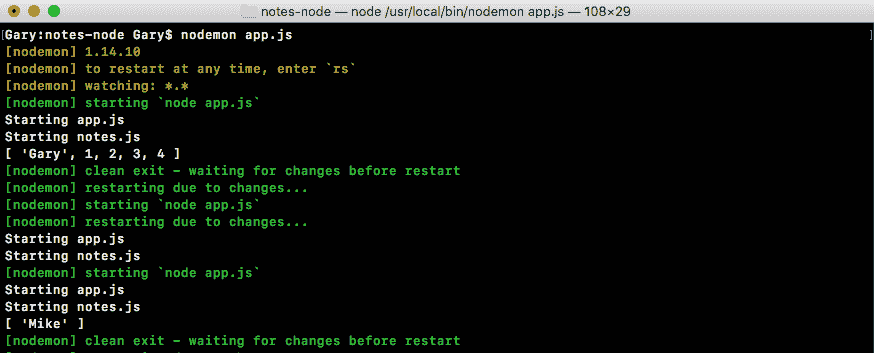 notes-node — node /usr/local/bin/nodemon app.js — 108×29
[Gary:notes-node Gary$ nodemon app.js ]
[nodemon] 1.14.10
[nodemon] to restart at any time, enter `rs`
[nodemon] watching: *.*
[nodemon] starting `node app.js`
Starting app.js
Starting notes.js
[ 'Gary', 1, 2, 3, 4 ]
[nodemon] clean exit - waiting for changes before restart
[nodemon] restarting due to changes...
[nodemon] starting `node app.js`
[nodemon] restarting due to changes...
Starting app.js
Starting notes.js
[nodemon] starting `node app.js`
Starting app.js
Starting notes.js
[ 'Mike' ]
[nodemon] clean exit - waiting for changes before restart